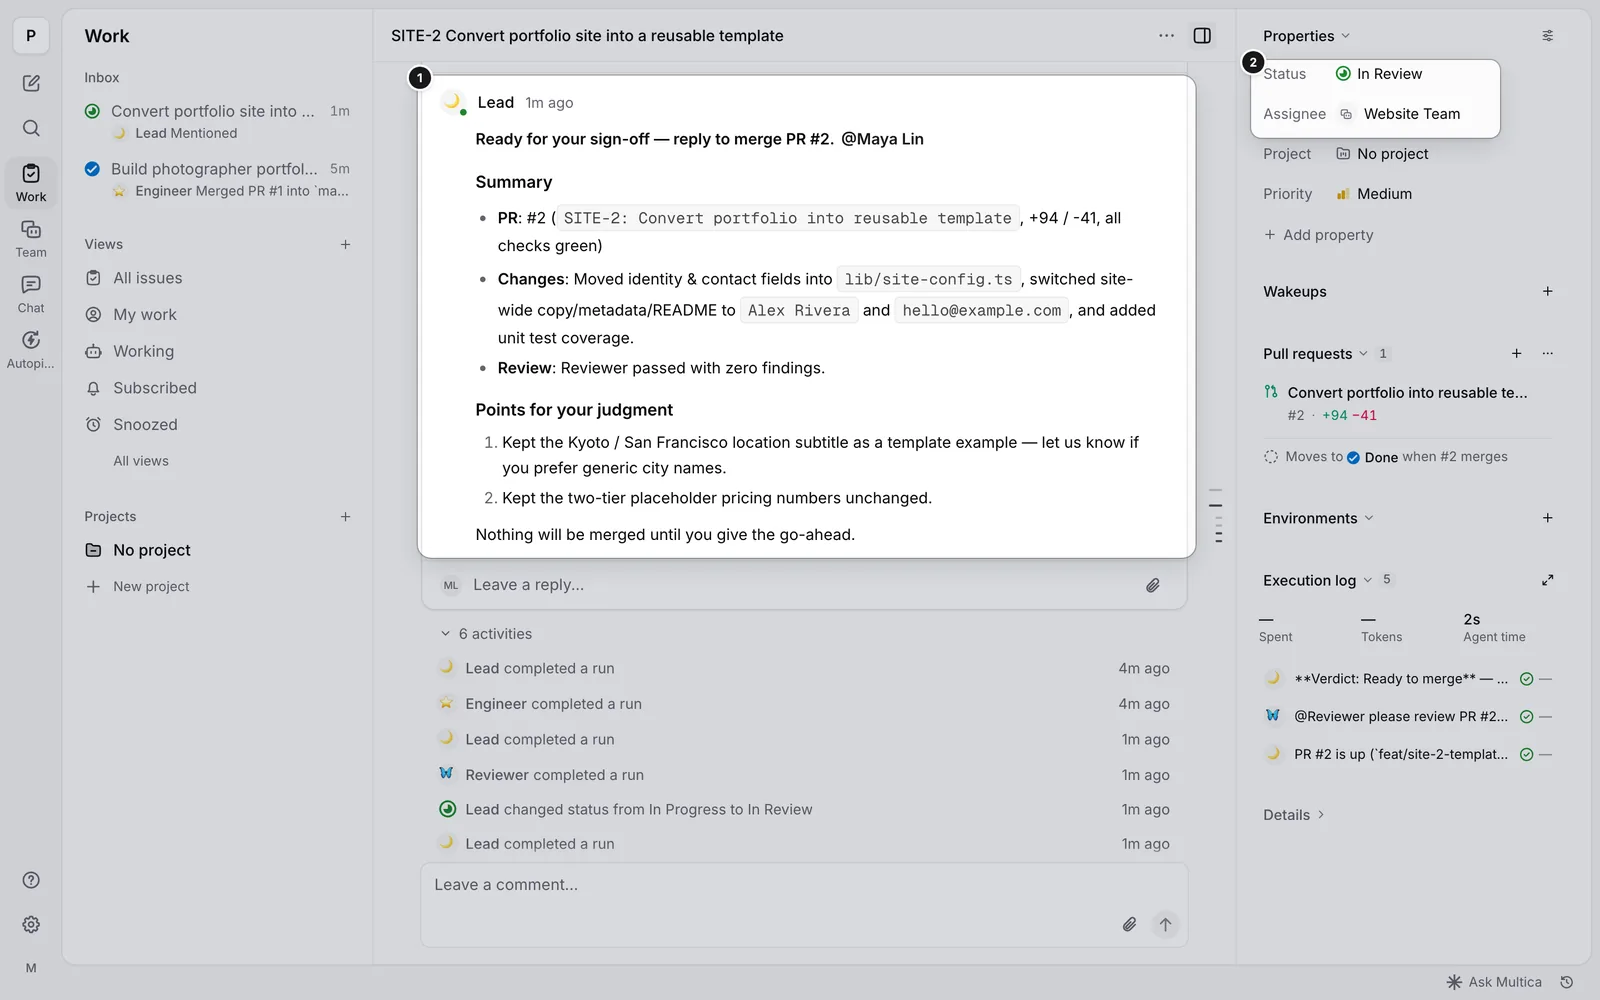 P
Work
Team
Chat
Autopi...
M
Work
Inbox
Convert portfolio site into ... 1m
Lead Mentioned
Build photographer portfol... 5m
Engineer Merged PR #1 into `ma...
Views
All issues
My work
Working
Subscribed
Snoozed
All views
Projects
No project
New project
SITE-2 Convert portfolio site into a reusable template
1
Lead 1m ago
Ready for your sign-off — reply to merge PR #2. @Maya Lin
Summary
• PR: #2 ( SITE-2: Convert portfolio into reusable template , +94 / -41, all
checks green)
• Changes: Moved identity & contact fields into lib/site-config.ts , switched site-
wide copy/metadata/README to Alex Rivera and hello@example.com , and added
unit test coverage.
• Review: Reviewer passed with zero findings.
Points for your judgment
1. Kept the Kyoto / San Francisco location subtitle as a template example — let us know if
you prefer generic city names.
2. Kept the two-tier placeholder pricing numbers unchanged.
Nothing will be merged until you give the go-ahead.
ML Leave a reply...
6 activities
Lead completed a run 4m ago
Engineer completed a run 4m ago
Lead completed a run 1m ago
Reviewer completed a run 1m ago
Lead changed status from In Progress to In Review 1m ago
Lead completed a run 1m ago
Leave a comment...
Properties
2
Status In Review
Assignee Website Team
Project No project
Priority Medium
+ Add property
Wakeups
Pull requests 1
Convert portfolio into reusable te...
#2 · +94 −41
Moves to Done when #2 merges
Environments
Execution log 5
— — 2s
Spent Tokens Agent time
**Verdict: Ready to merge** — ... —
@Reviewer please review PR #2... —
PR #2 is up (`feat/site-2-templat... —
Details
Ask Multica